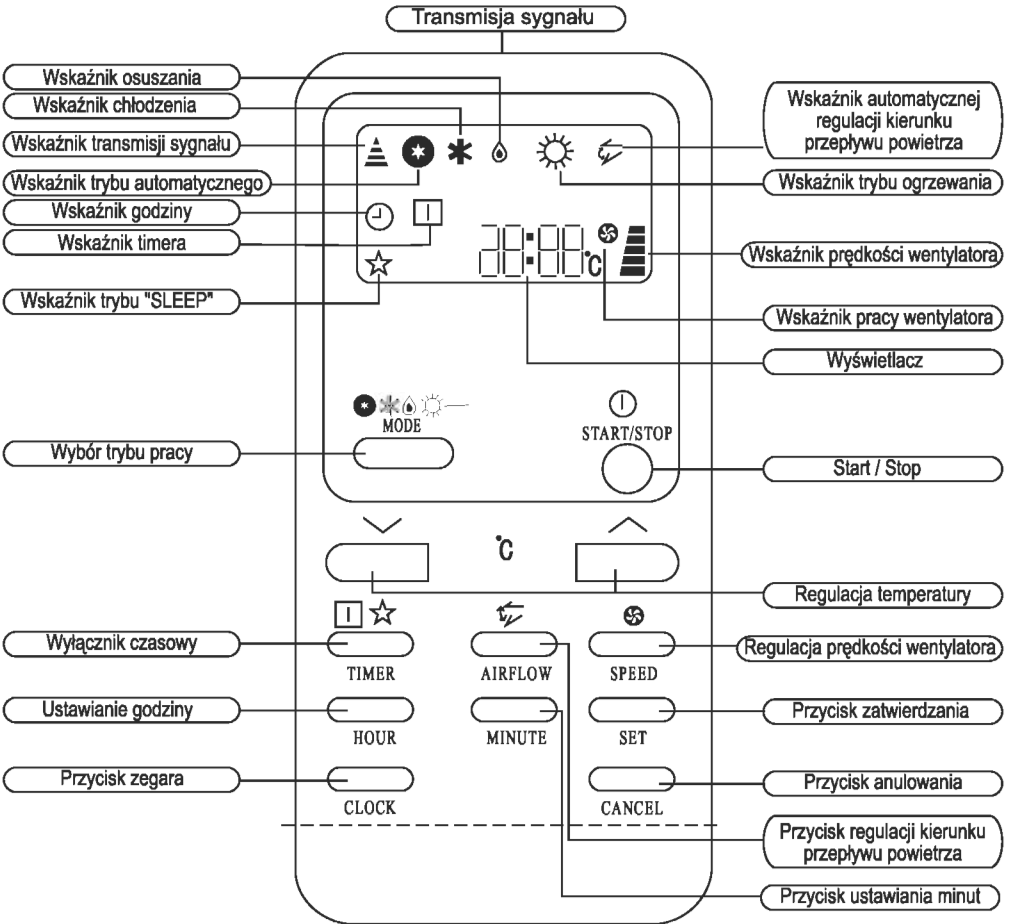 Transmisja sygnału
Wskaźnik osuszania
Wskaźnik chłodzenia
Wskaźnik transmisji sygnału
Wskaźnik trybu automatycznego
Wskaźnik godziny
Wskaźnik timera
Wskaźnik trybu "SLEEP"
Wskaźnik automatycznej
regulacji kierunku
przepływu powietrza
Wskaźnik trybu ogrzewania
Wskaźnik prędkości wentylatora
Wskaźnik pracy wentylatora
Wyświetlacz
88:88
°C
MODE
START/STOP
Wybór trybu pracy
Start / Stop
°C
Regulacja temperatury
Wyłącznik czasowy
TIMER
AIRFLOW
SPEED
Regulacja prędkości wentylatora
Ustawianie godziny
HOUR
MINUTE
SET
Przycisk zatwierdzania
Przycisk zegara
CLOCK
CANCEL
Przycisk anulowania
Przycisk regulacji kierunku
przepływu powietrza
Przycisk ustawiania minut